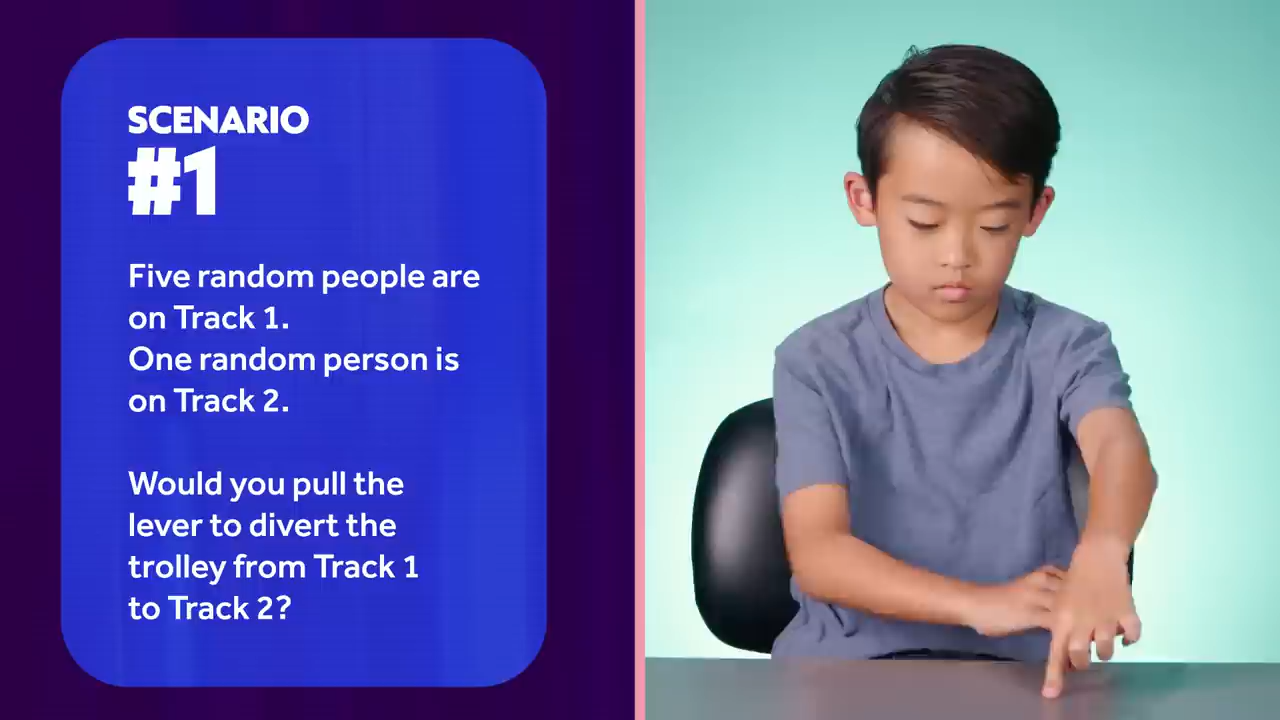 SCENARIO
#1
Five random people are
on Track 1.
One random person is
on Track 2.
Would you pull the
lever to divert the
trolley from Track 1
to Track 2?